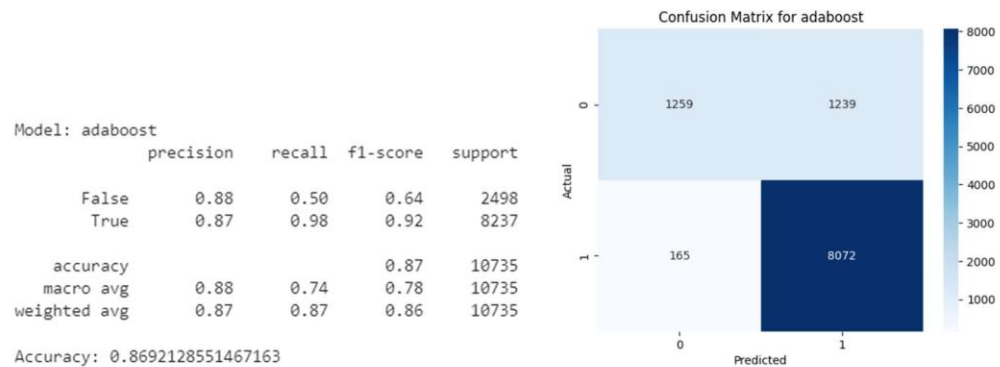 Model: adaboost
precision recall f1-score support
False 0.88 0.50 0.64 2498
True 0.87 0.98 0.92 8237
accuracy 0.87 10735
macro avg 0.88 0.74 0.78 10735
weighted avg 0.87 0.87 0.86 10735
Accuracy: 0.8692128551467163
Confusion Matrix for adaboost
Actual
0
1259 1239
1
165 8072
0 1
Predicted
8000
7000
6000
5000
4000
3000
2000
1000